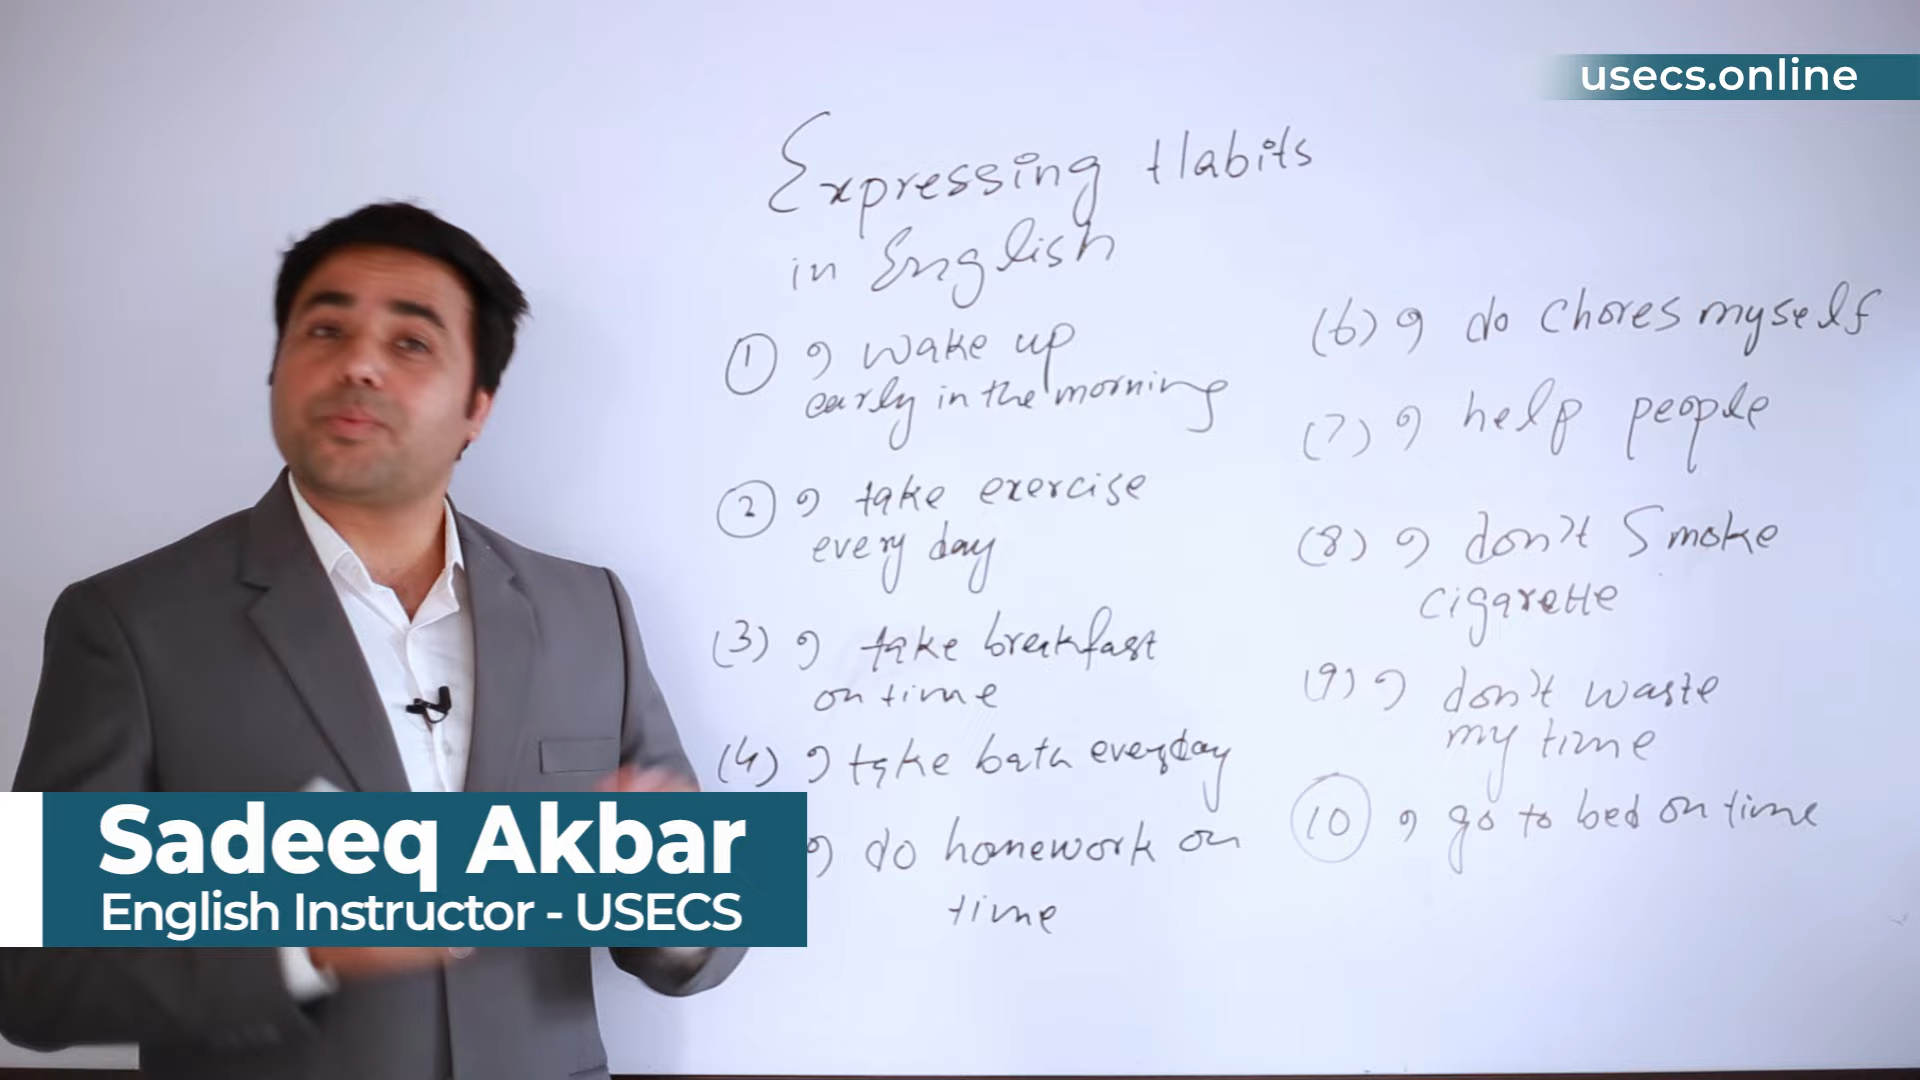 usecs.online
Expressing Habits
in English
1 I wake up
early in the morning
2 I take exercise
every day
(3) I take breakfast
on time
(4) I take bath everyday
I do homework on
time
(6) I do chores myself
(7) I help people
(8) I don't smoke
cigarette
(9) I don't waste
my time
10 I go to bed on time
Sadeeq Akbar
English Instructor - USECS